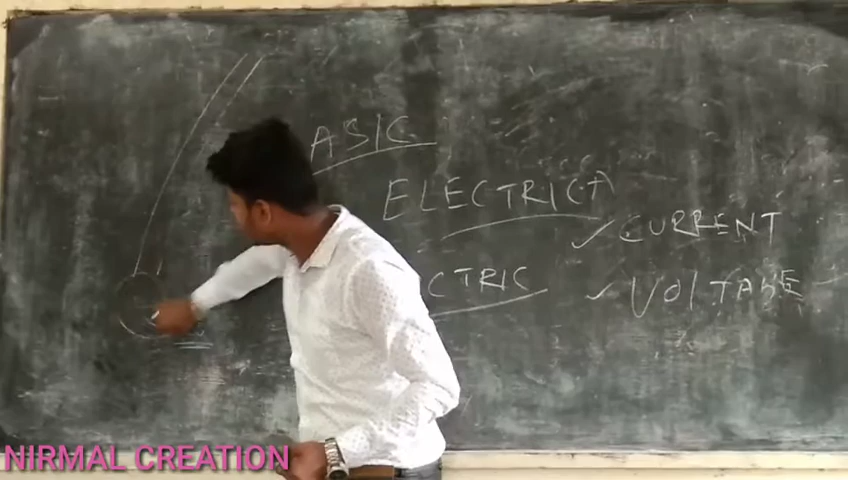 ASIC
ELECTRICA
CURRENT
CTRIC
VOLTAGE
NIRMAL CREATION